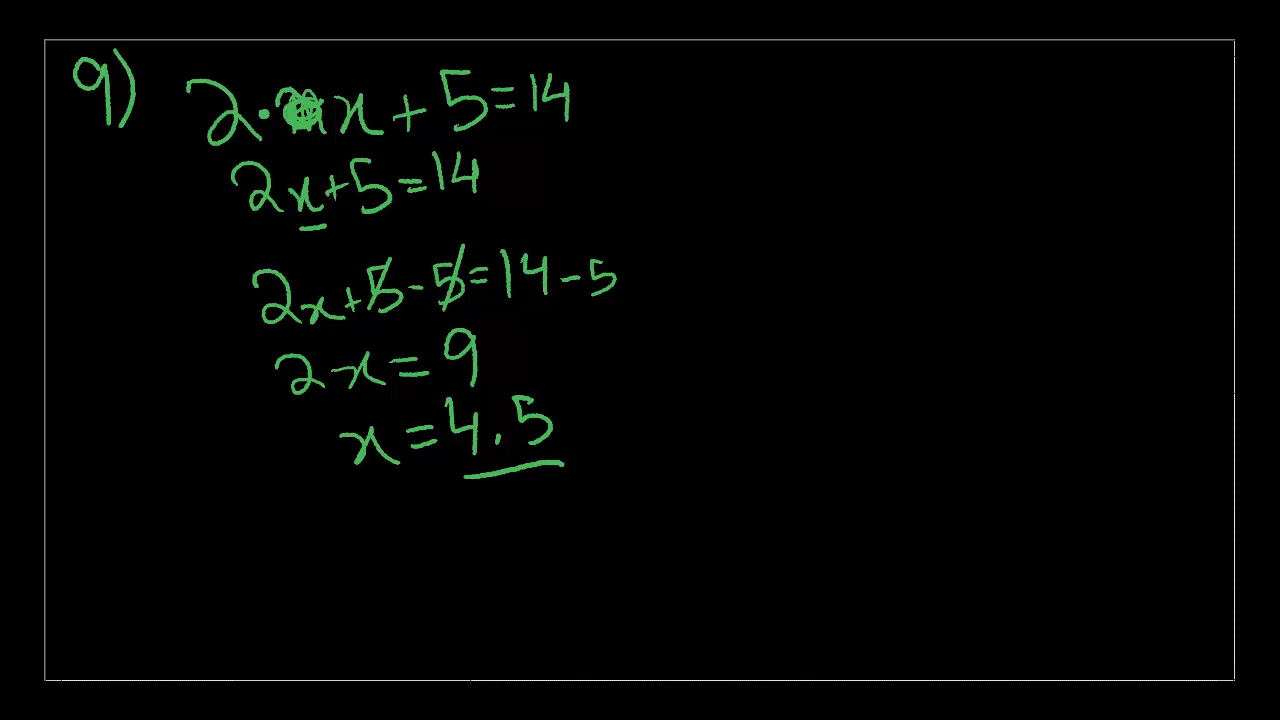 9) 2 · x + 5 = 14
2x + 5 = 14
2x + 5 - 5 = 14 - 5
2x = 9
x = 4.5